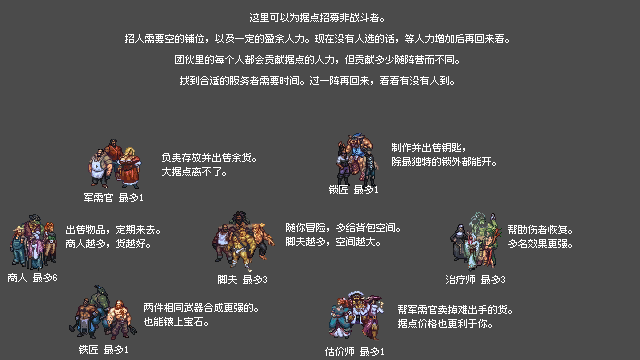 这里可以为据点招募非战斗者。
招人需要空的铺位，以及一定的盈余人力。现在没有人选的话，等人力增加后再回来看。
团伙里的每个人都会贡献据点的人力，但贡献多少随阵营而不同。
找到合适的服务者需要时间。过一阵再回来，看看有没有人到。
负责存放并出售余货。
大据点离不了。
军需官 最多1
制作并出售钥匙，
除最独特的锁外都能开。
锁匠 最多1
出售物品，定期来去。
商人越多，货越好。
商人 最多6
随你冒险，多给背包空间。
脚夫越多，空间越大。
脚夫 最多3
帮助伤者恢复。
多名效果更强。
治疗师 最多3
两件相同武器合成更强的。
也能镶上宝石。
铁匠 最多1
帮军需官卖掉难出手的货。
据点价格也更利于你。
估价师 最多1